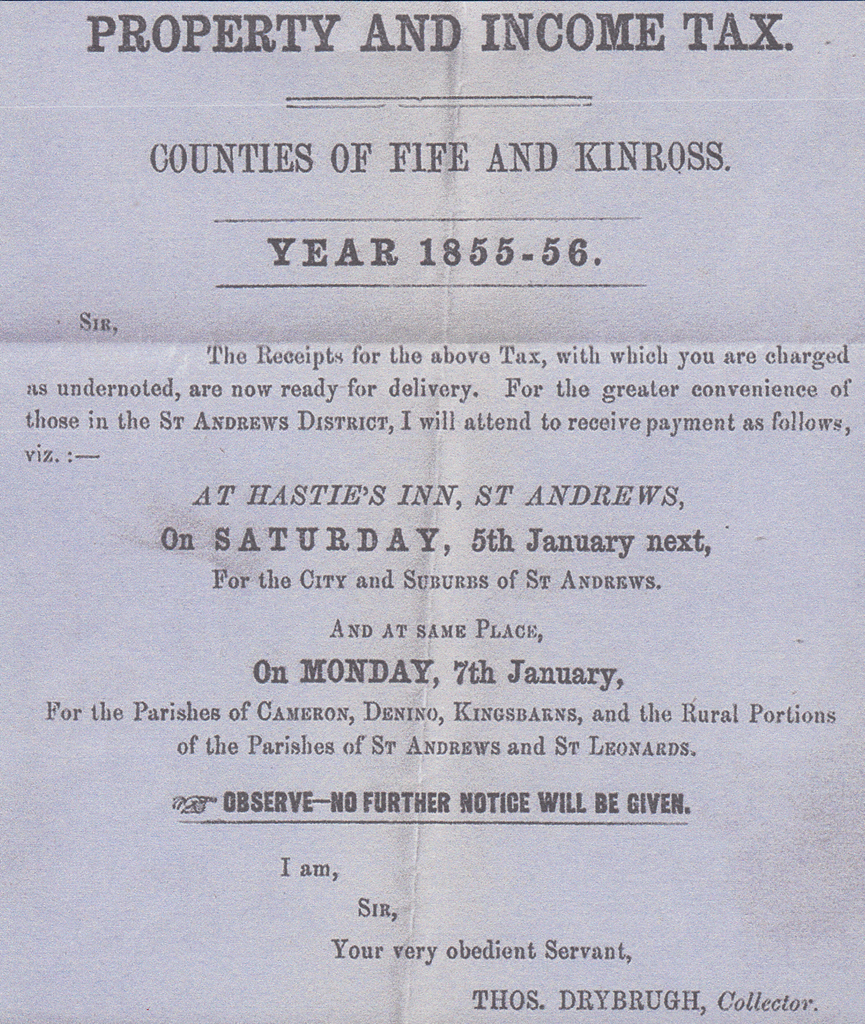 PROPERTY AND INCOME TAX.
COUNTIES OF FIFE AND KINROSS.
YEAR 1855-56.
SIR,
The Receipts for the above Tax, with which you are charged
as undernoted, are now ready for delivery. For the greater convenience of
those in the ST ANDREWS DISTRICT, I will attend to receive payment as follows,
viz. :—
AT HASTIE'S INN, ST ANDREWS,
On SATURDAY, 5th January next,
For the CITY and SUBURBS of ST ANDREWS.
AND AT SAME PLACE,
On MONDAY, 7th January,
For the Parishes of CAMERON, DENINO, KINGSBARNS, and the Rural Portions
of the Parishes of ST ANDREWS and ST LEONARDS.
☞ OBSERVE—NO FURTHER NOTICE WILL BE GIVEN.
I am,
SIR,
Your very obedient Servant,
THOS. DRYBRUGH, Collector.